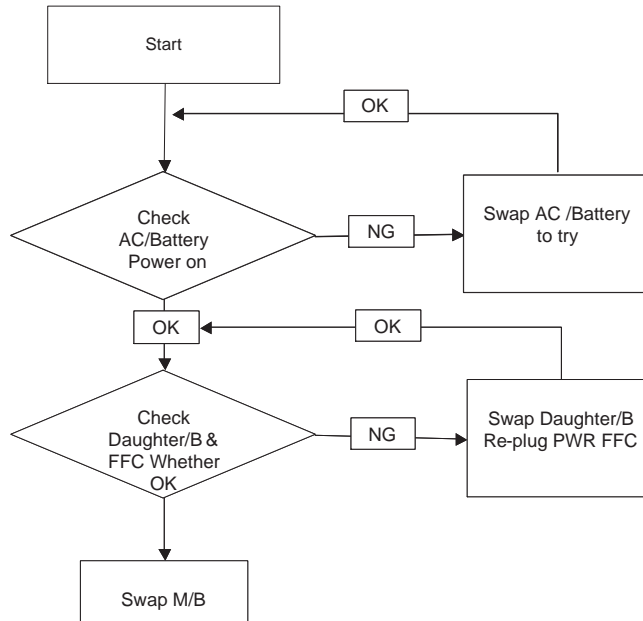 Start
OK
Check
AC/Battery
Power on
NG
Swap AC /Battery
to try
OK
OK
Check
Daughter/B &
FFC Whether
OK
NG
Swap Daughter/B
Re-plug PWR FFC
Swap M/B